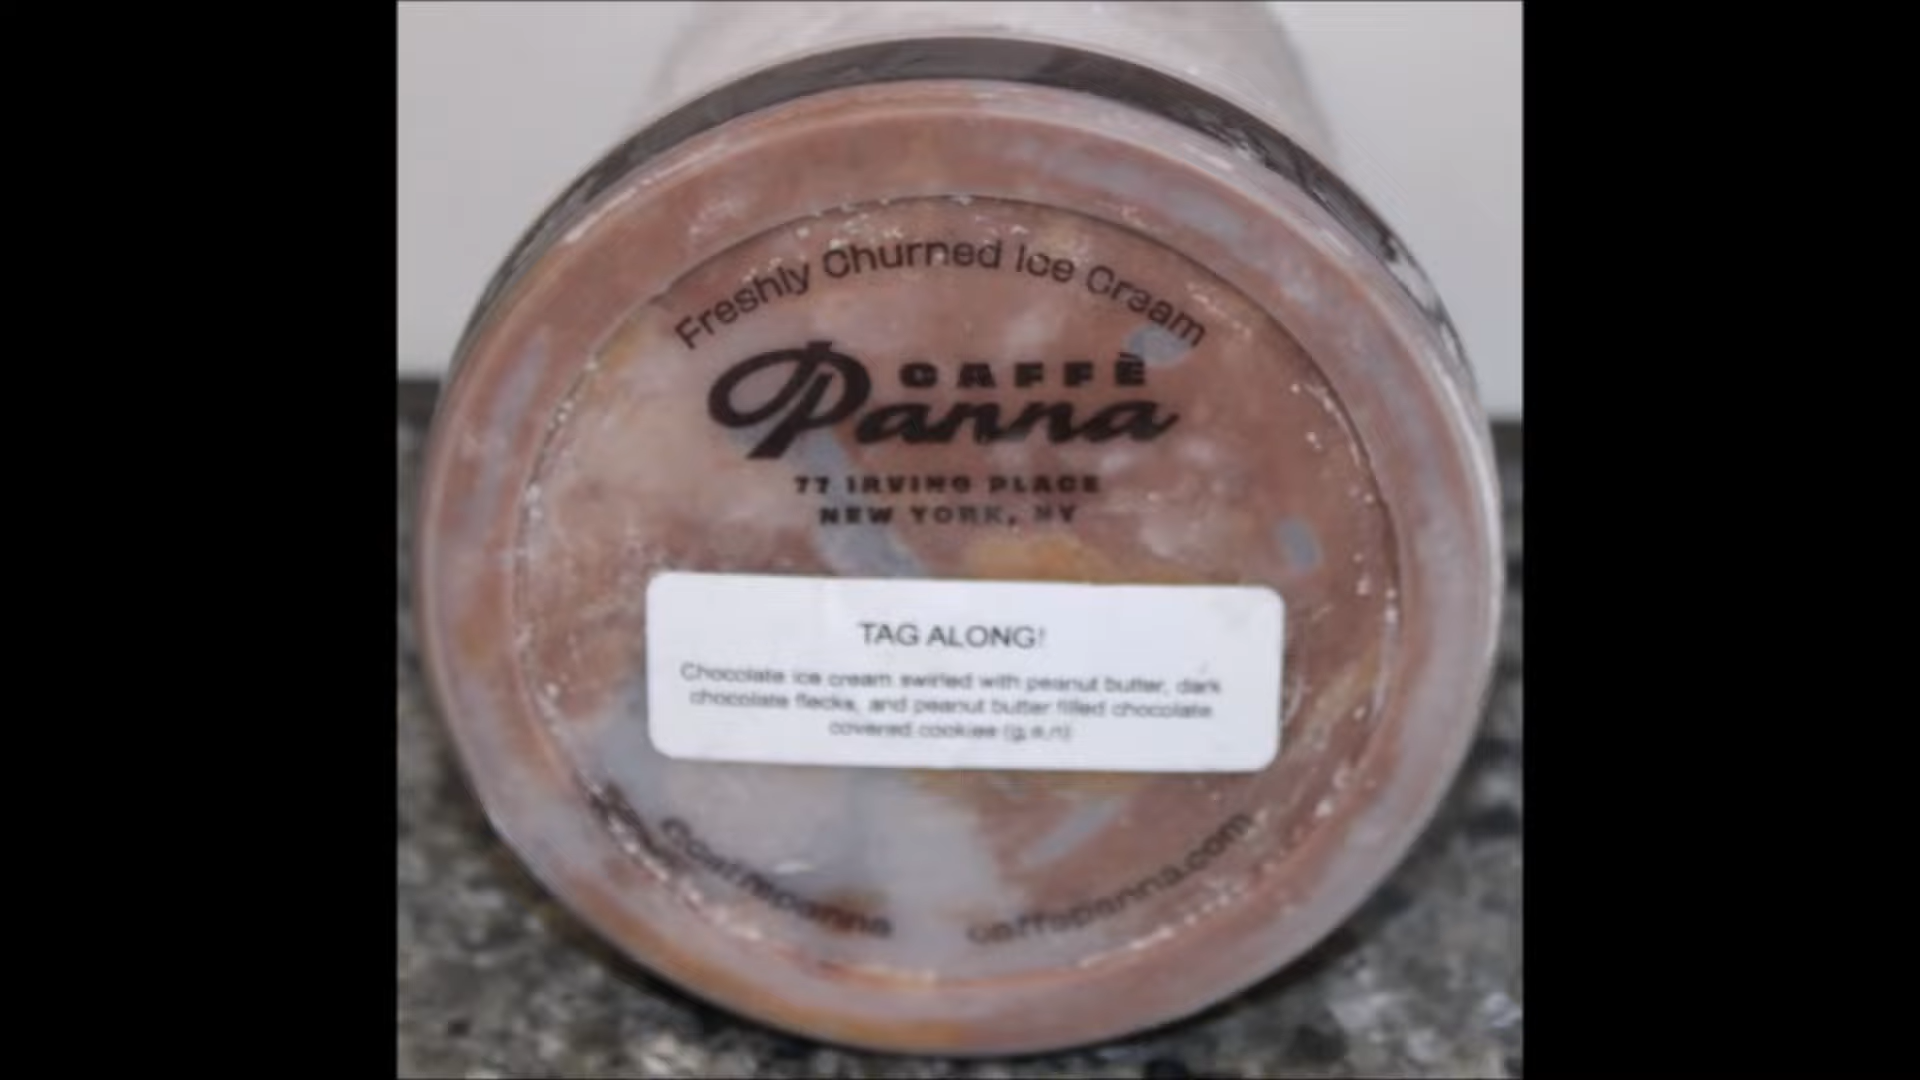 Freshly Churned Ice Cream
CAFFÈ
Panna
77 IRVING PLACE
NEW YORK, NY
TAG ALONG!
Chocolate ice cream swirled with peanut butter, dark
chocolate flecks, and peanut butter filled chocolate
covered cookies (g,e,n)
@caffepanna
caffepanna.com